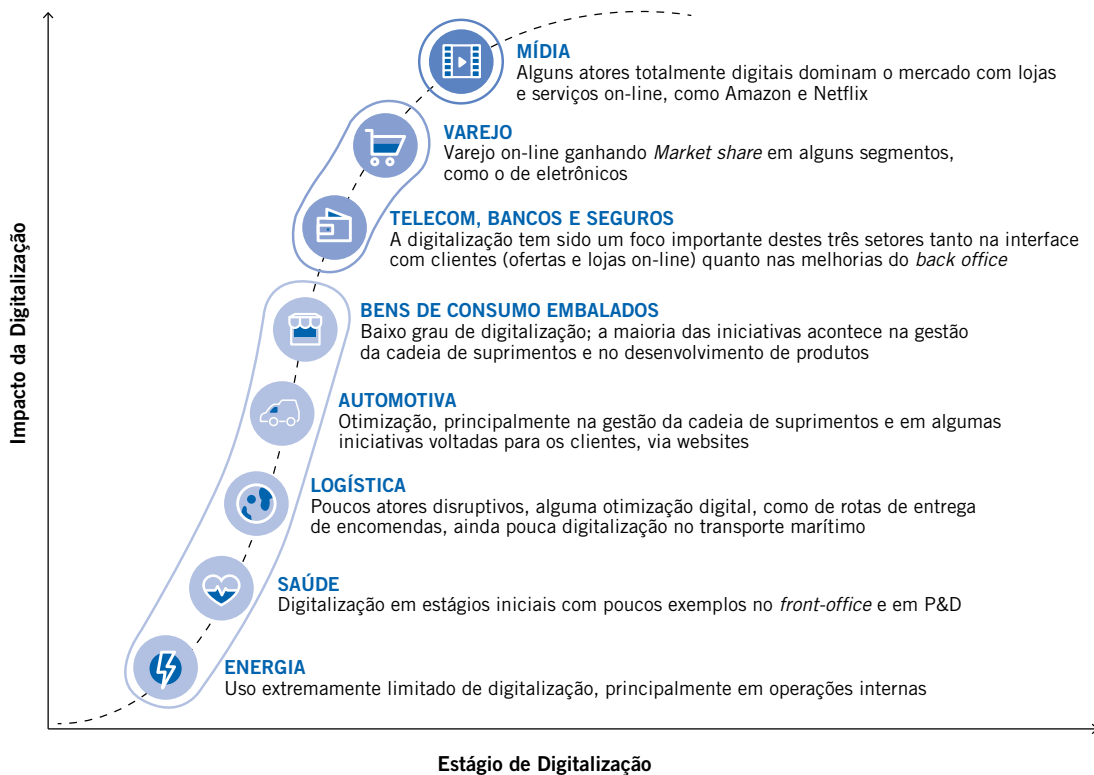 MÍDIA
Alguns atores totalmente digitais dominam o mercado com lojas
e serviços on-line, como Amazon e Netflix
VAREJO
Varejo on-line ganhando Market share em alguns segmentos,
como o de eletrônicos
TELECOM, BANCOS E SEGUROS
A digitalização tem sido um foco importante destes três setores tanto na interface
com clientes (ofertas e lojas on-line) quanto nas melhorias do back office
BENS DE CONSUMO EMBALADOS
Baixo grau de digitalização; a maioria das iniciativas acontece na gestão
da cadeia de suprimentos e no desenvolvimento de produtos
AUTOMOTIVA
Otimização, principalmente na gestão da cadeia de suprimentos e em algumas
iniciativas voltadas para os clientes, via websites
LOGÍSTICA
Poucos atores disruptivos, alguma otimização digital, como de rotas de entrega
de encomendas, ainda pouca digitalização no transporte marítimo
SAÚDE
Digitalização em estágios iniciais com poucos exemplos no front-office e em P&D
ENERGIA
Uso extremamente limitado de digitalização, principalmente em operações internas
Impacto da Digitalização
Estágio de Digitalização